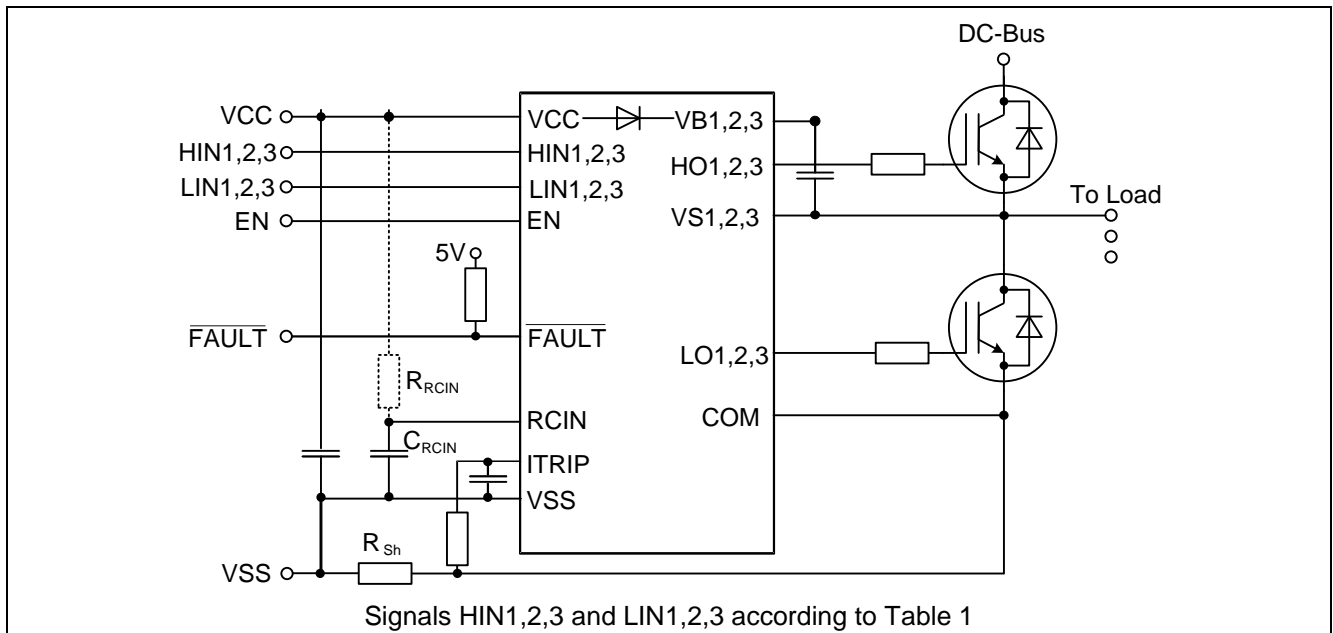 DC-Bus
VCC
HIN1,2,3
LIN1,2,3
EN
5V
FAULT
VSS
VCC
HIN1,2,3
LIN1,2,3
EN
FAULT
RCIN
ITRIP
VSS
VB1,2,3
HO1,2,3
VS1,2,3
LO1,2,3
COM
To Load
RRCIN
CRCIN
RSh
Signals HIN1,2,3 and LIN1,2,3 according to Table 1